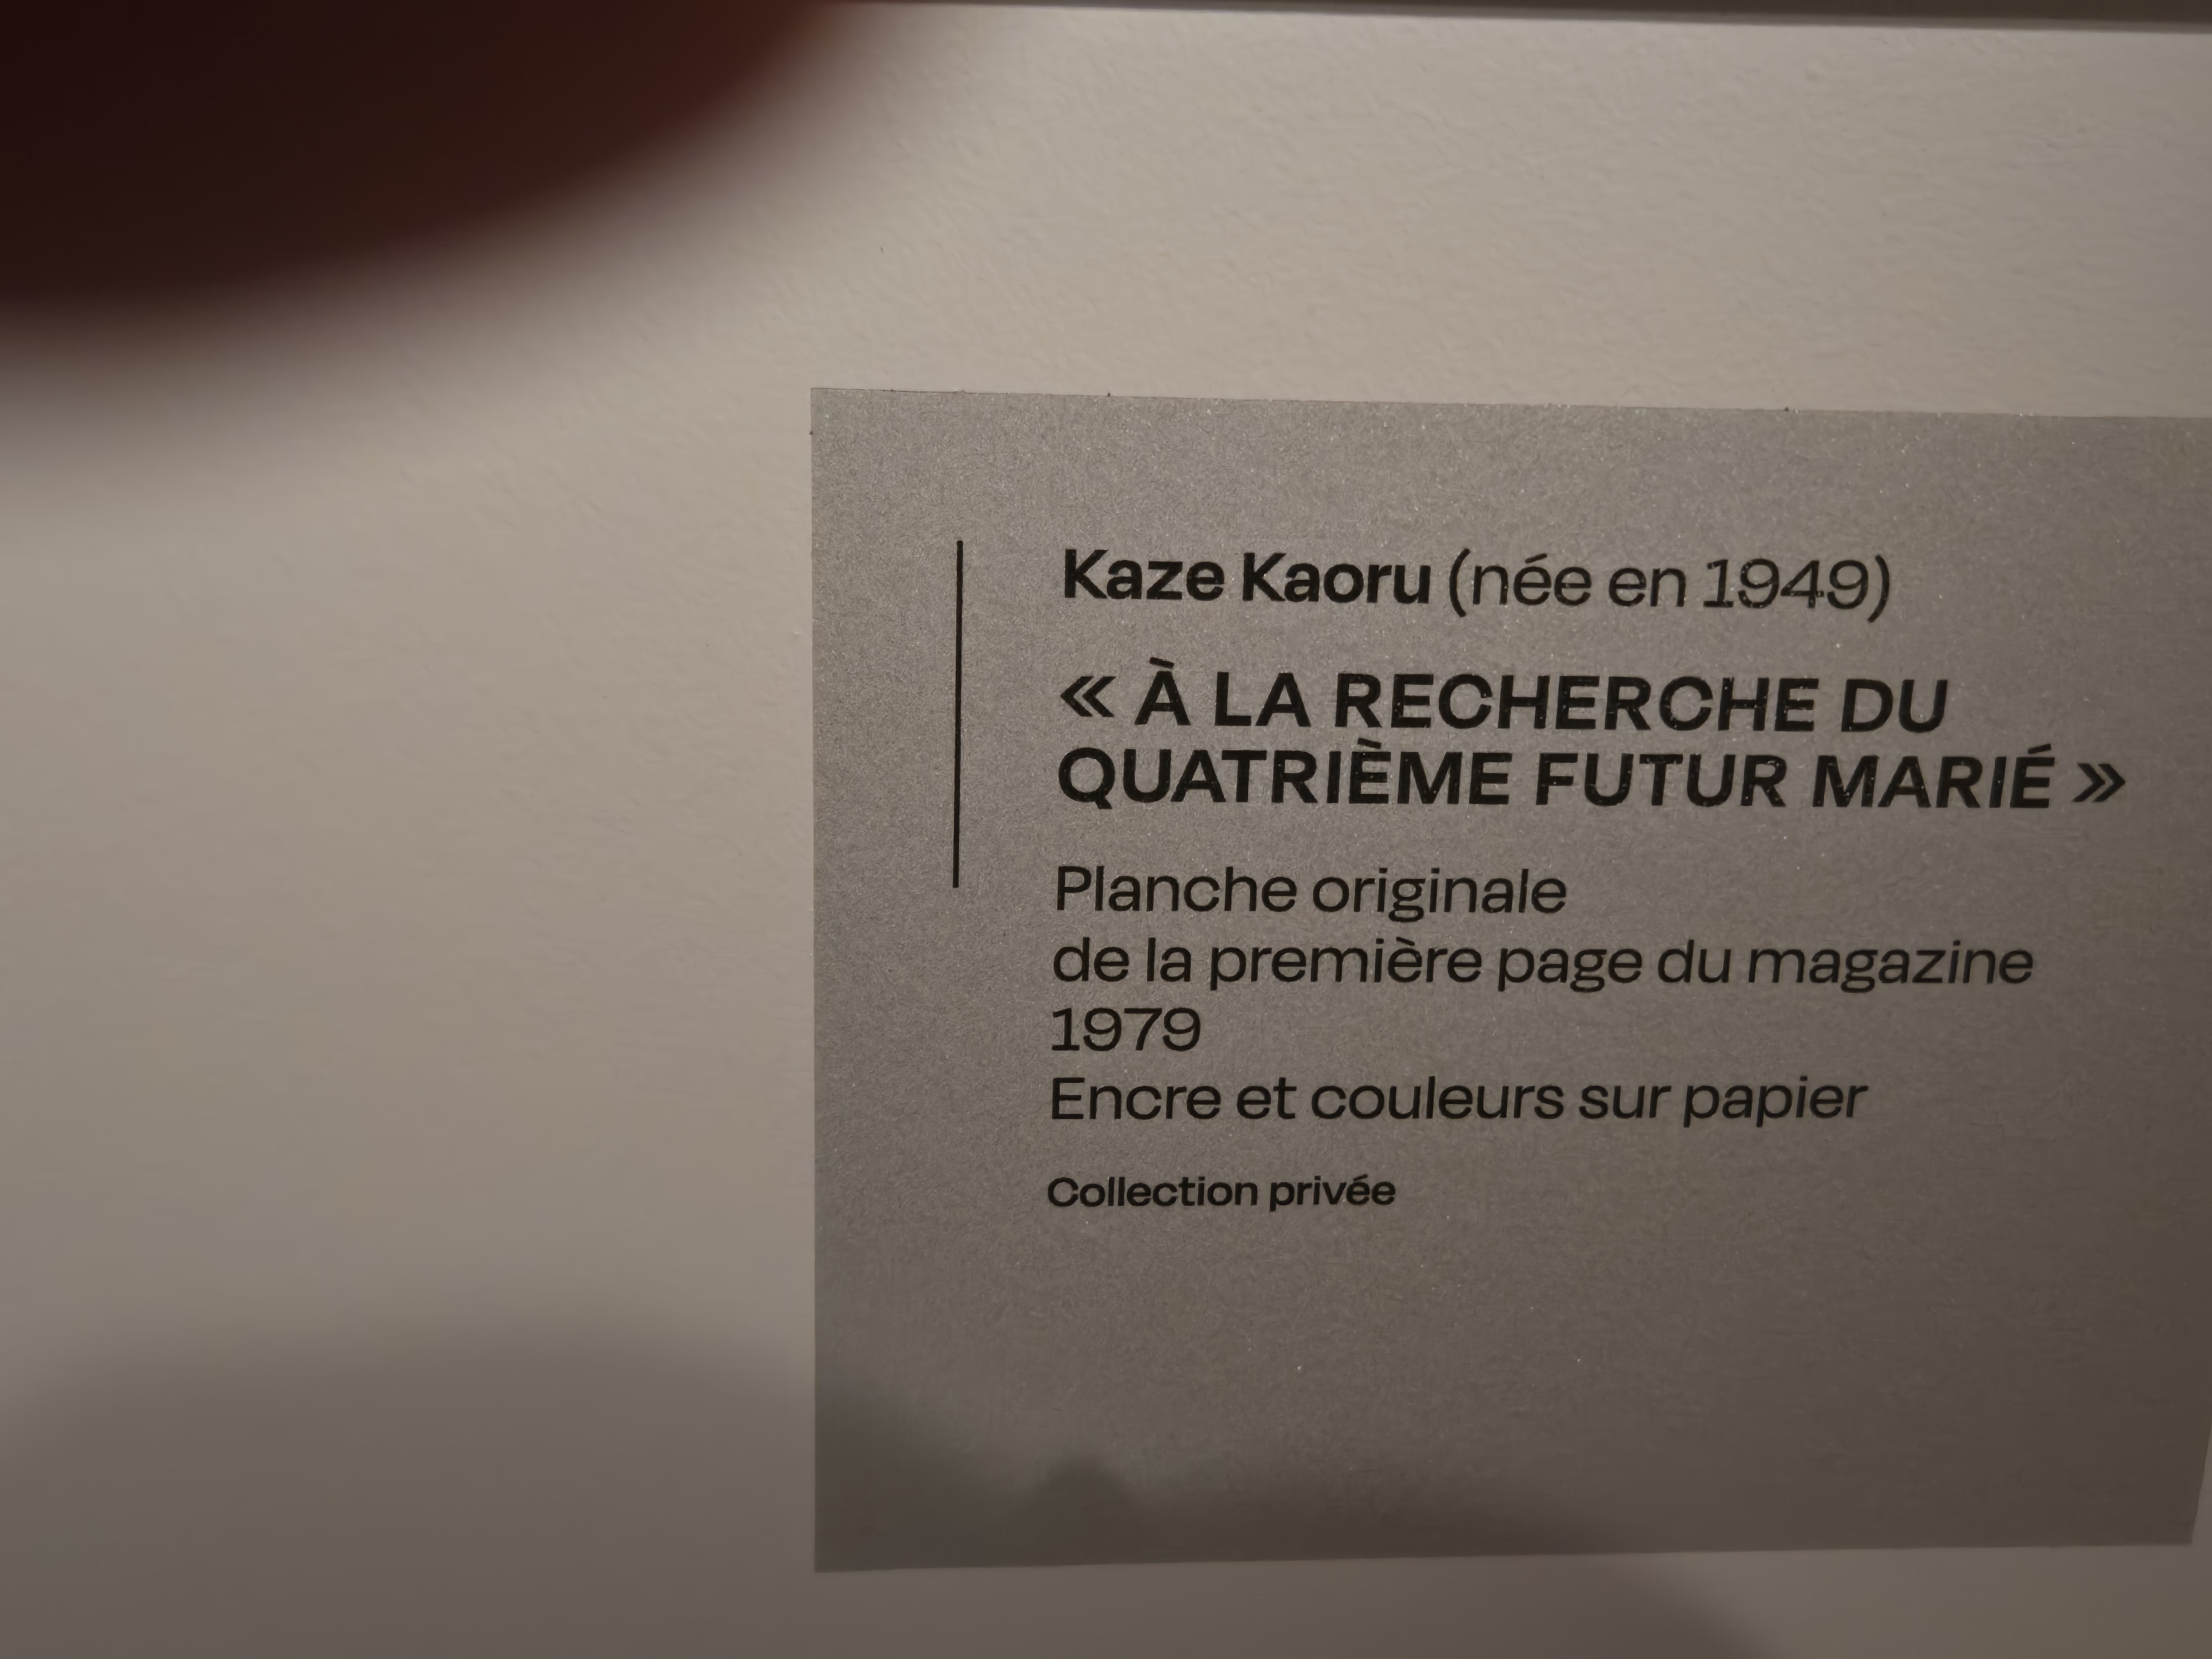 Kaze Kaoru (née en 1949)
« À LA RECHERCHE DU
QUATRIÈME FUTUR MARIÉ »
Planche originale
de la première page du magazine
1979
Encre et couleurs sur papier
Collection privée